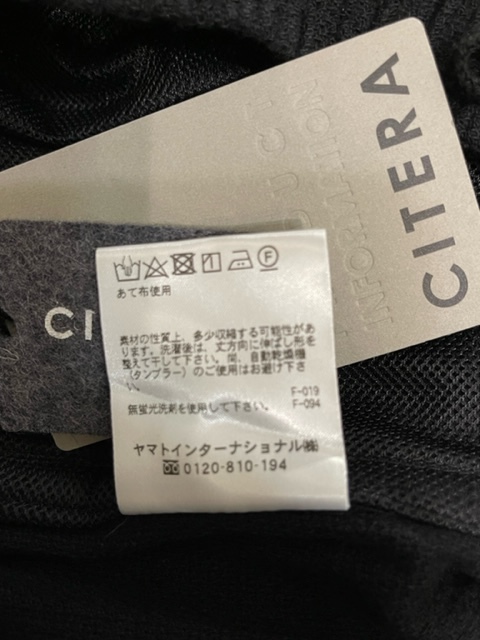 CITERA
PRODUCT
INFORMATION
CI
F
あて布使用
素材の性質上、多少収縮する可能性があ
ります。洗濯後は、丈方向に伸ばし形を
整えて干して下さい。尚、自動乾燥機
（タンブラー）のご使用はお避け下さ
い。
F-019
無蛍光洗剤を使用して下さい。 F-094
ヤマトインターナショナル㈱
0120-810-194